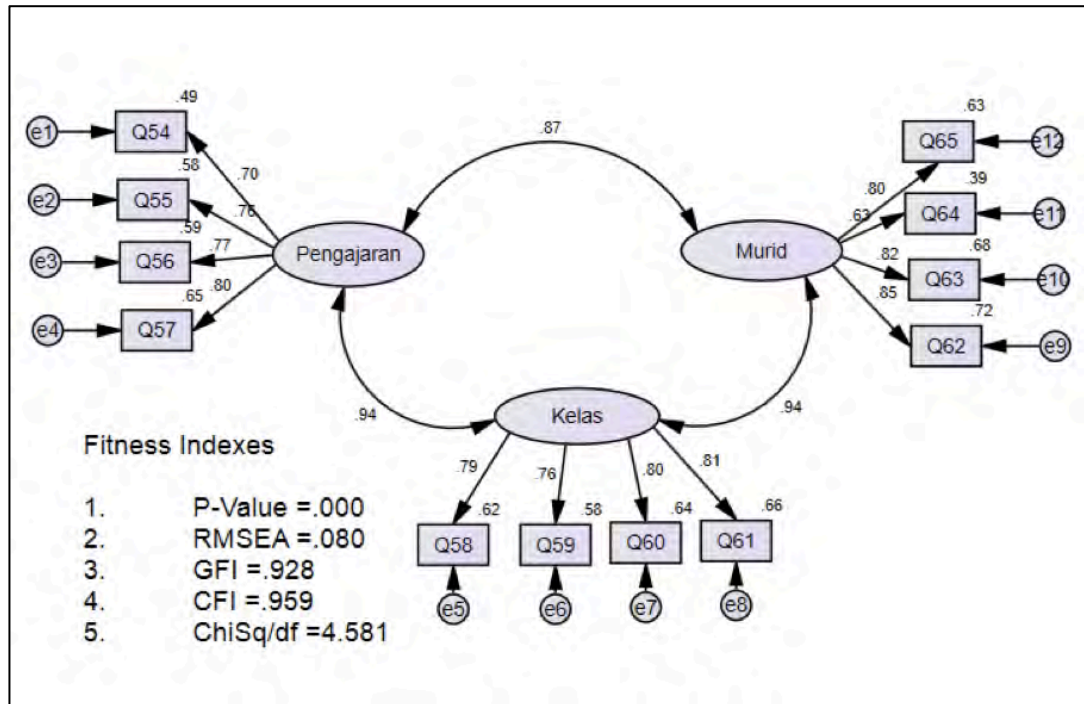 .49
e1
Q54
.70
.58
e2
Q55
.76
.59
e3
Q56
.77
.65
.80
e4
Q57
Pengajaran
.87
Murid
.63
.80
Q65
e12
.39
.63
Q64
e11
.68
.82
Q63
e10
.72
.85
Q62
e9
.94
.94
Kelas
.79
.76
.80
.81
.62
.58
.64
.66
Q58
Q59
Q60
Q61
e5
e6
e7
e8
Fitness Indexes
1. P-Value =.000
2. RMSEA =.080
3. GFI =.928
4. CFI =.959
5. ChiSq/df =4.581